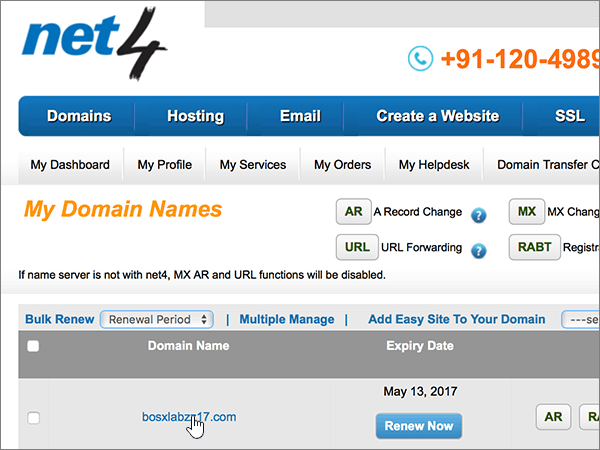 net4
+91-120-4989
Domains Hosting Email Create a Website SSL
My Dashboard My Profile My Services My Orders My Helpdesk Domain Transfer C
My Domain Names
AR A Record Change ? MX MX Chang
URL URL Forwarding ? RABT Registra
If name server is not with net4, MX AR and URL functions will be disabled.
Bulk Renew Renewal Period | Multiple Manage | Add Easy Site To Your Domain ---se
Domain Name Expiry Date
May 13, 2017
Renew Now AR RA